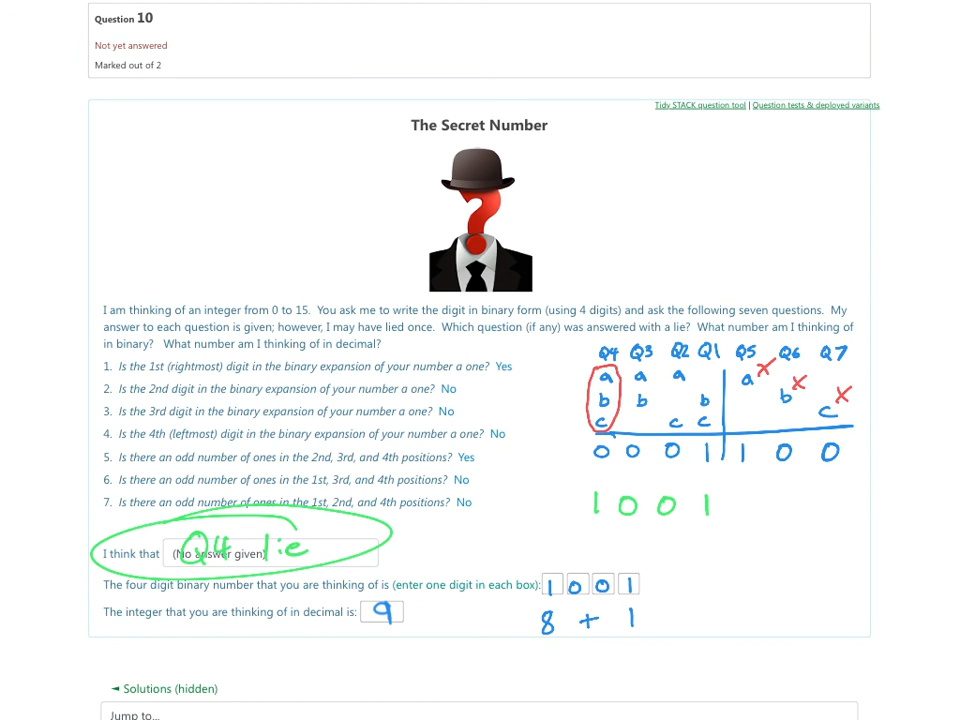 Question 10
Not yet answered
Marked out of 2
Tidy STACK question tool | Question tests & deployed variants
The Secret Number
I am thinking of an integer from 0 to 15. You ask me to write the digit in binary form (using 4 digits) and ask the following seven questions. My
answer to each question is given; however, I may have lied once. Which question (if any) was answered with a lie? What number am I thinking of
in binary? What number am I thinking of in decimal?
1. Is the 1st (rightmost) digit in the binary expansion of your number a one? Yes
2. Is the 2nd digit in the binary expansion of your number a one? No
3. Is the 3rd digit in the binary expansion of your number a one? No
4. Is the 4th (leftmost) digit in the binary expansion of your number a one? No
5. Is there an odd number of ones in the 2nd, 3rd, and 4th positions? Yes
6. Is there an odd number of ones in the 1st, 3rd, and 4th positions? No
7. Is there an odd number of ones in the 1st, 2nd, and 4th positions? No
Q4 Q3 Q2 Q1 Q5 Q6 Q7
a a a a X
b b b b X
c c c c X
0 0 0 1 1 0 0
1 0 0 1
I think that (No answer given)
Q4 lie
The four digit binary number that you are thinking of is (enter one digit in each box): 1 0 0 1
The integer that you are thinking of in decimal is: 9
8 + 1
◄ Solutions (hidden)
Jump to...